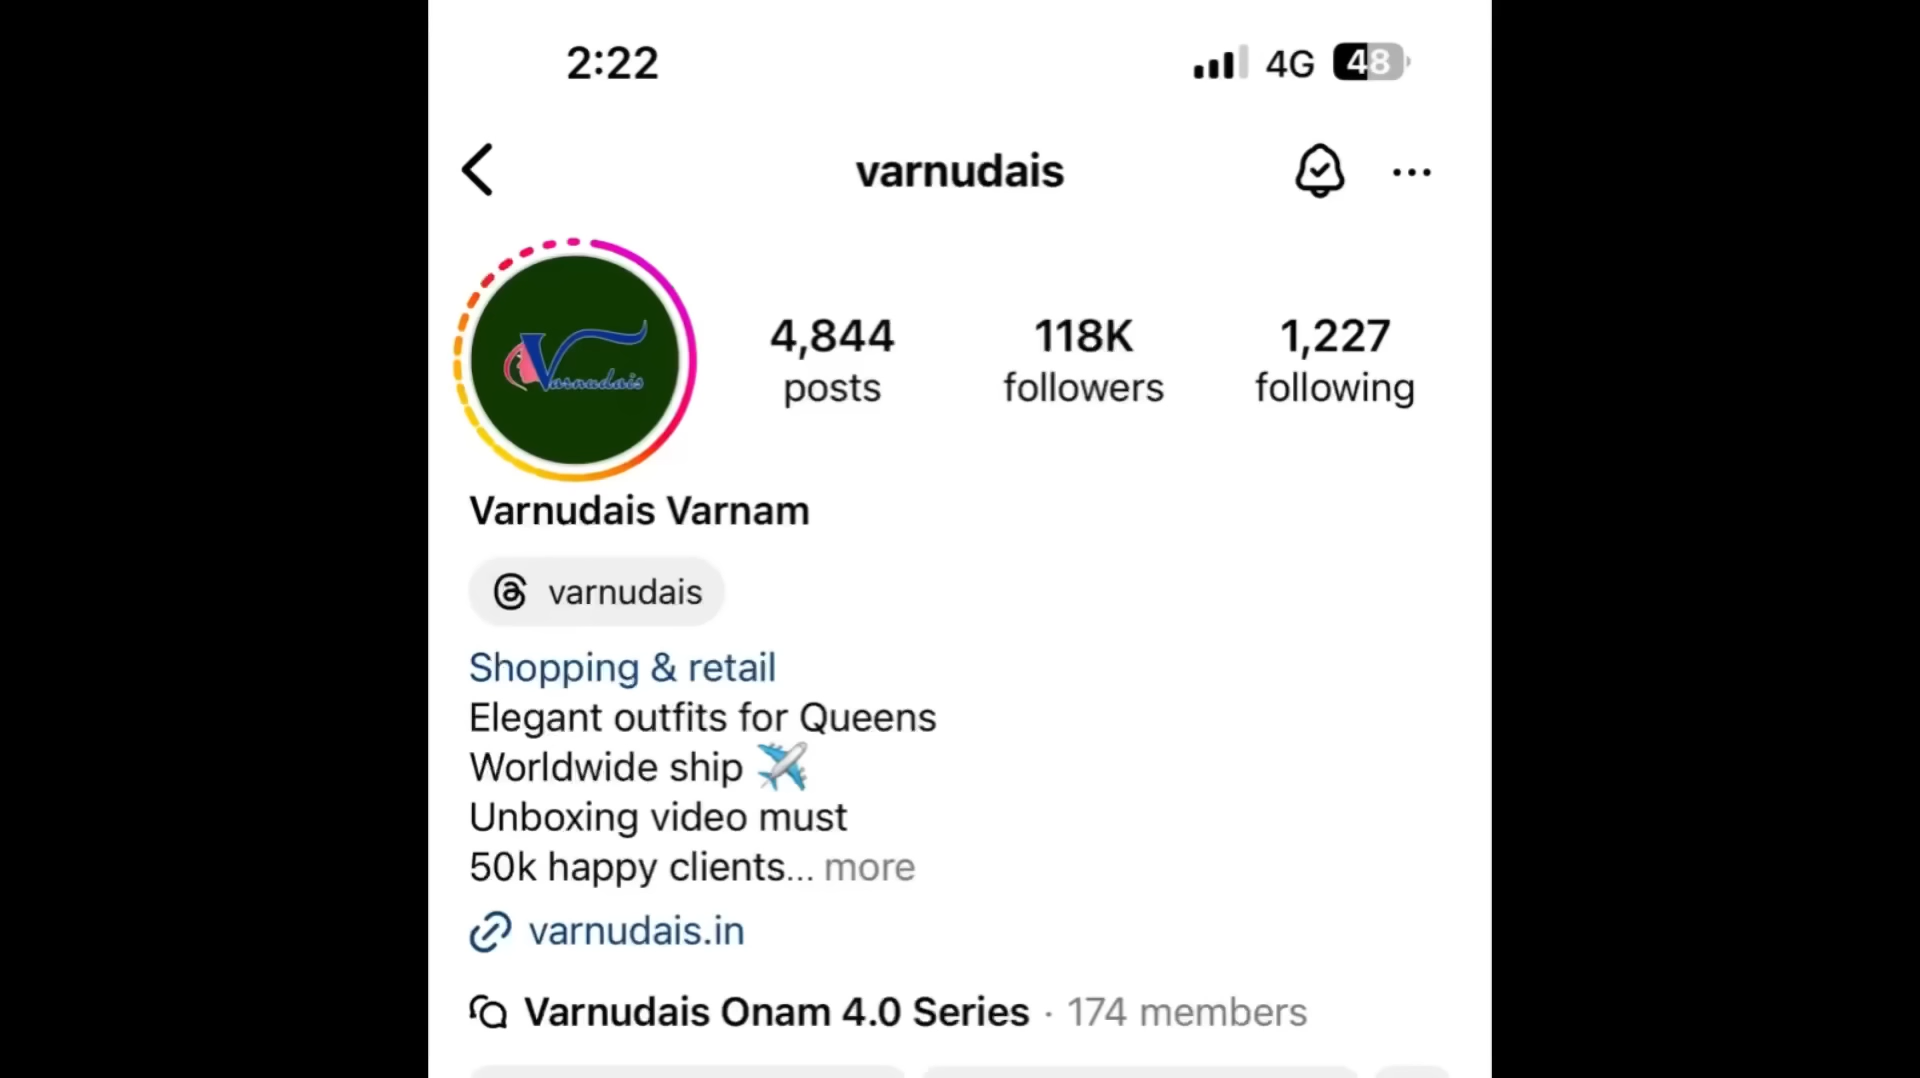 2:22
4G 48
varnudais
Varnudais
4,844 118K 1,227
posts followers following
Varnudais Varnam
varnudais
Shopping & retail
Elegant outfits for Queens
Worldwide ship ✈️
Unboxing video must
50k happy clients... more
varnudais.in
Varnudais Onam 4.0 Series · 174 members